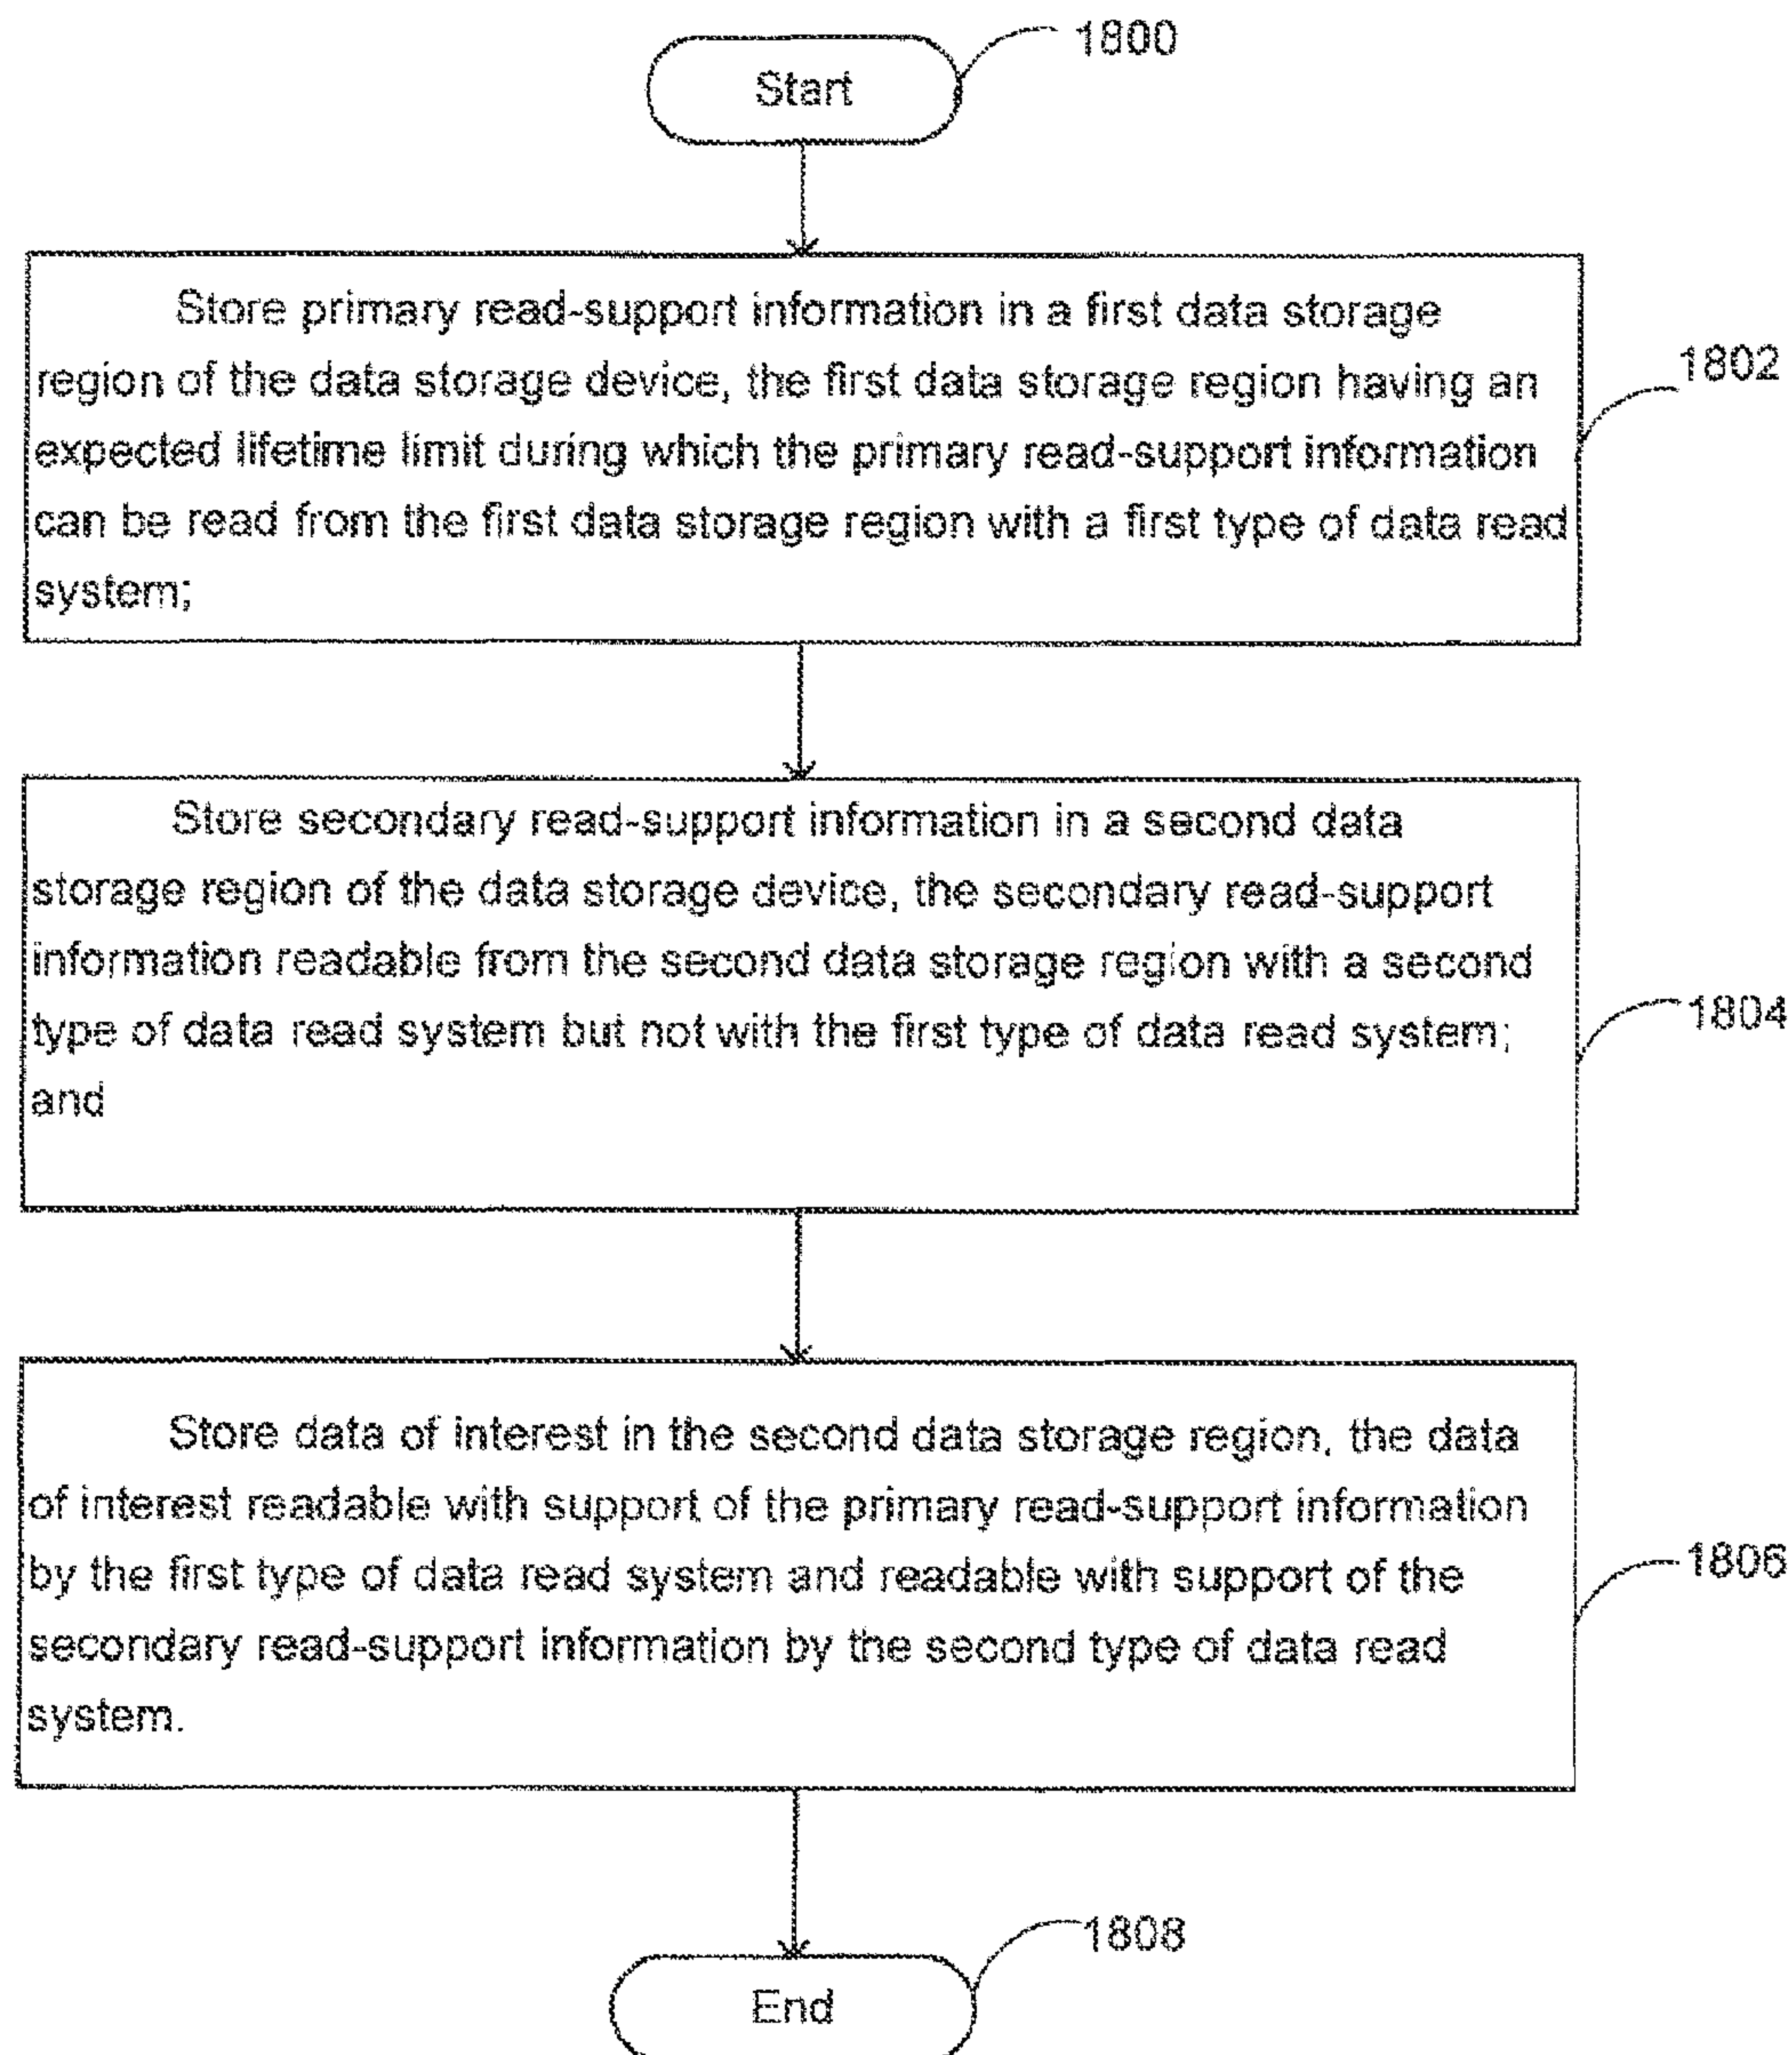 1800
Start
Store primary read-support information in a first data storage
region of the data storage device, the first data storage region having an
expected lifetime limit during which the primary read-support information
can be read from the first data storage region with a first type of data read
system;
1802
Store secondary read-support information in a second data
storage region of the data storage device, the secondary read-support
information readable from the second data storage region with a second
type of data read system but not with the first type of data read system;
and
1804
Store data of interest in the second data storage region, the data
of interest readable with support of the primary read-support information
by the first type of data read system and readable with support of the
secondary read-support information by the second type of data read
system.
1806
1808
End